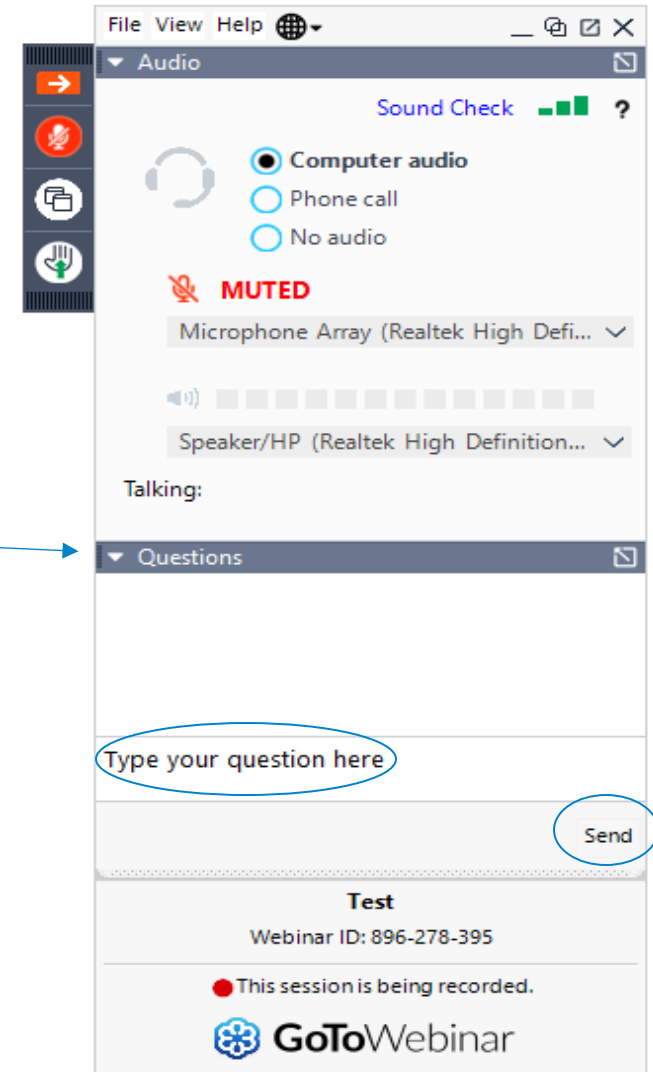 File View Help
Audio
Sound Check ?
Computer audio
Phone call
No audio
MUTED
Microphone Array (Realtek High Defi...
Speaker/HP (Realtek High Definition...
Talking:
Questions
Type your question here
Send
Test
Webinar ID: 896-278-395
This session is being recorded.
GoToWebinar